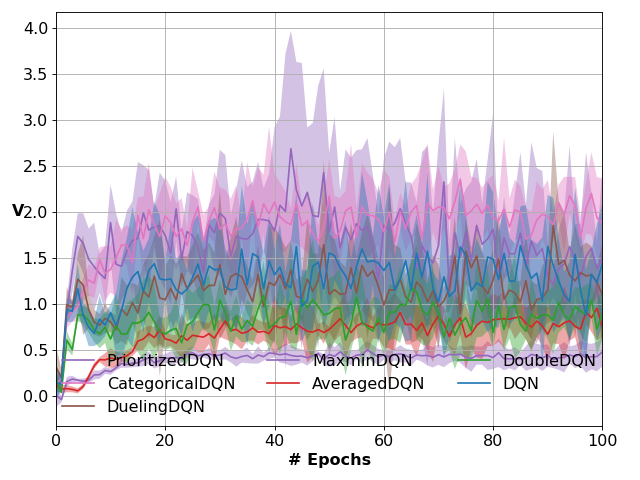 4.0
3.5
3.0
2.5
V 2.0
1.5
1.0
0.5
0.0
PrioritizedDQN MaxminDQN DoubleDQN
CategoricalDQN AveragedDQN DQN
DuelingDQN
0 20 40 60 80 100
# Epochs